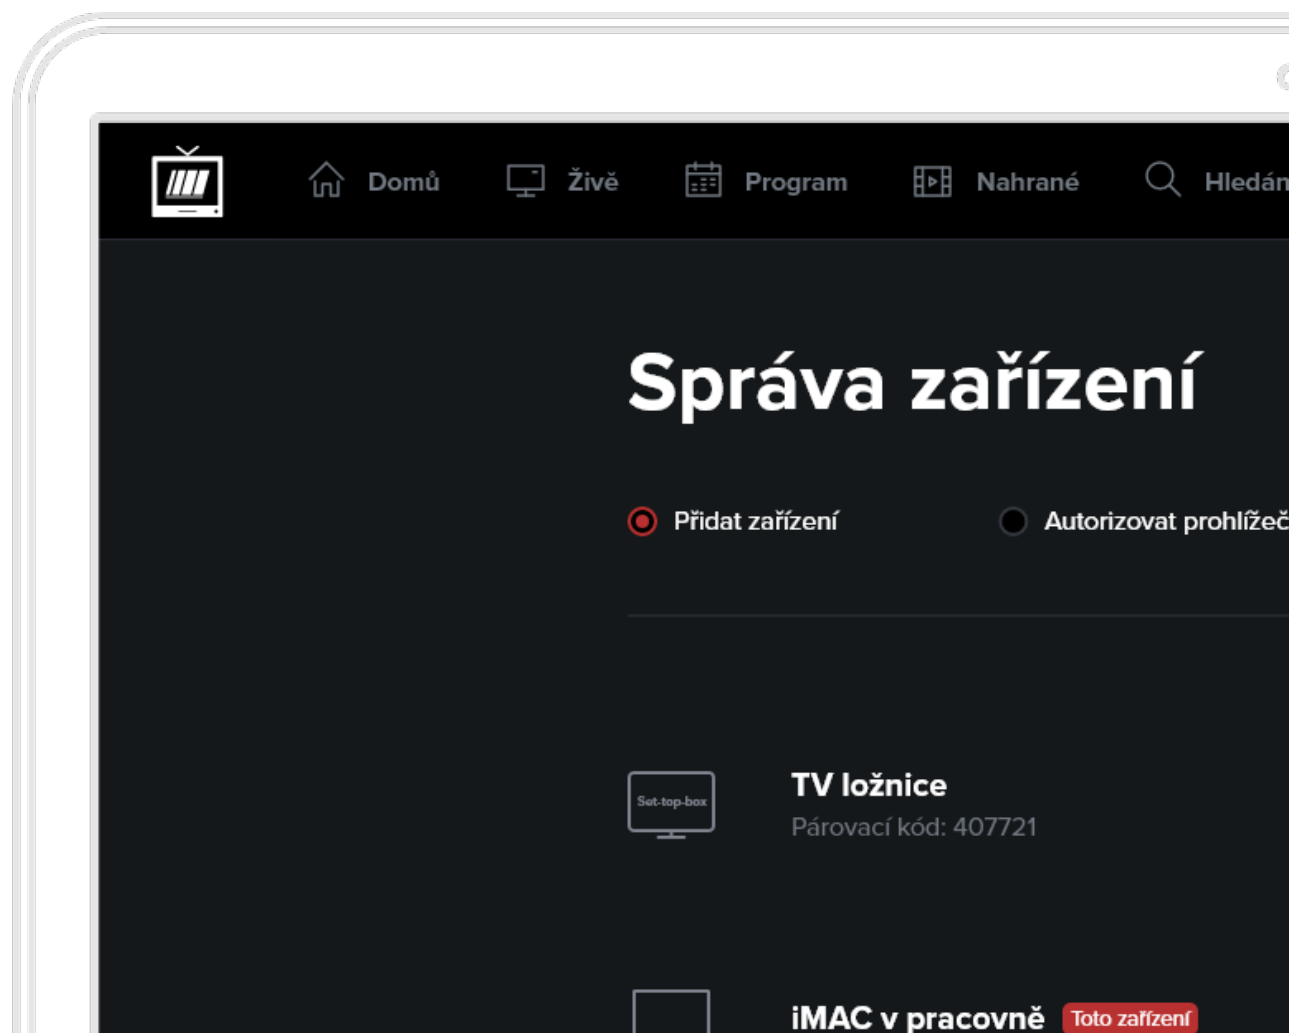 Domů Živě Program Nahrané Hledán
Správa zařízení
Přidat zařízení Autorizovat prohlížeč
Set-top-box
TV ložnice
Párovací kód: 407721
iMAC v pracovně Toto zařízení